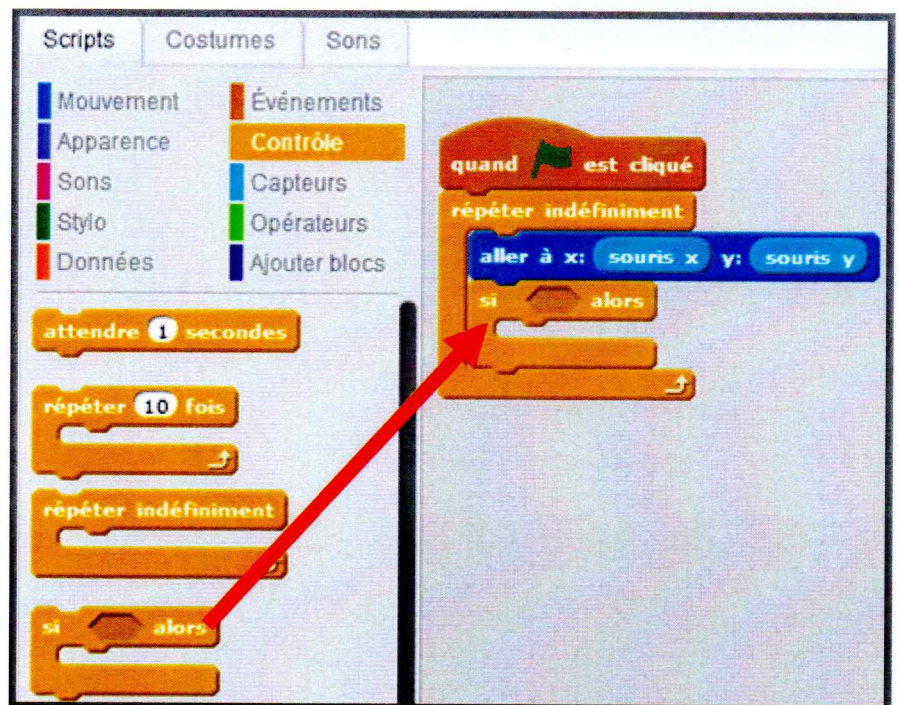 Scripts Costumes Sons
Mouvement Événements
Apparence Contrôle
Sons Capteurs
Stylo Opérateurs
Données Ajouter blocs
attendre 1 secondes
répéter 10 fois
répéter indéfiniment
si alors
quand est cliqué
répéter indéfiniment
aller à x: souris x y: souris y
si alors